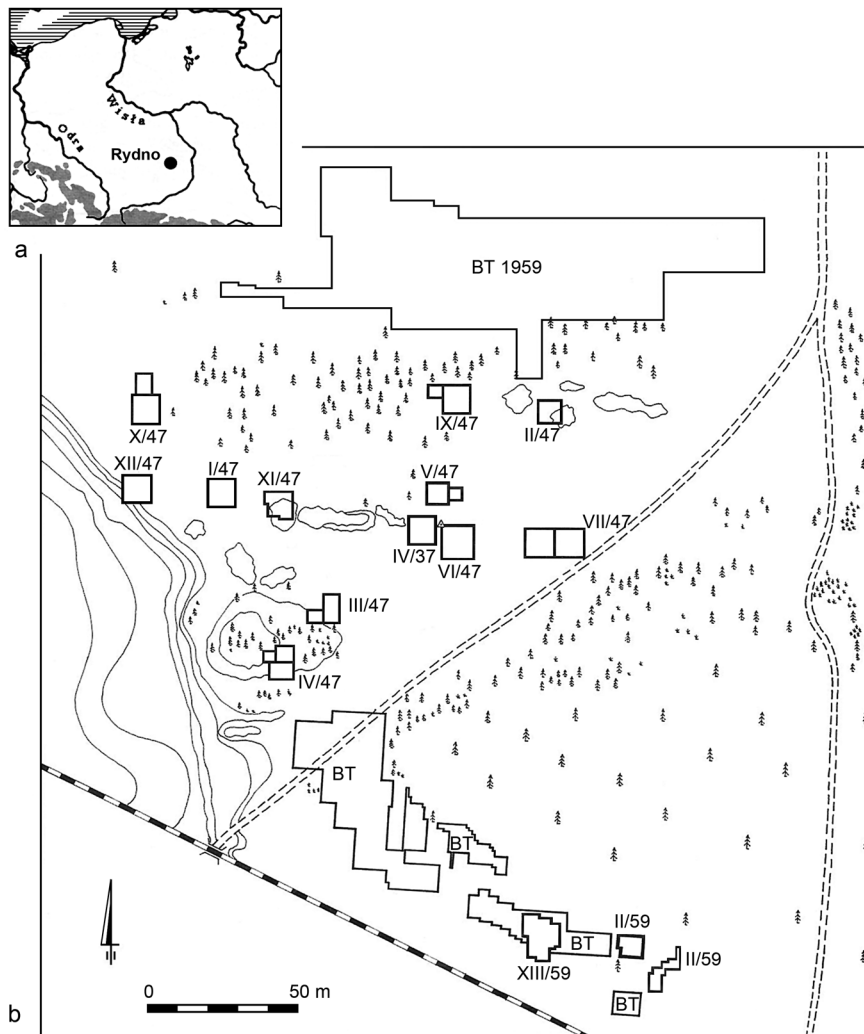 Wisła
Odra
Rydno
a
BT 1959
X/47
IX/47
II/47
XII/47
I/47
XI/47
V/47
VII/47
IV/37
VI/47
III/47
IV/47
BT
BT
II/59
BT
II/59
XIII/59
BT
0 50 m
b